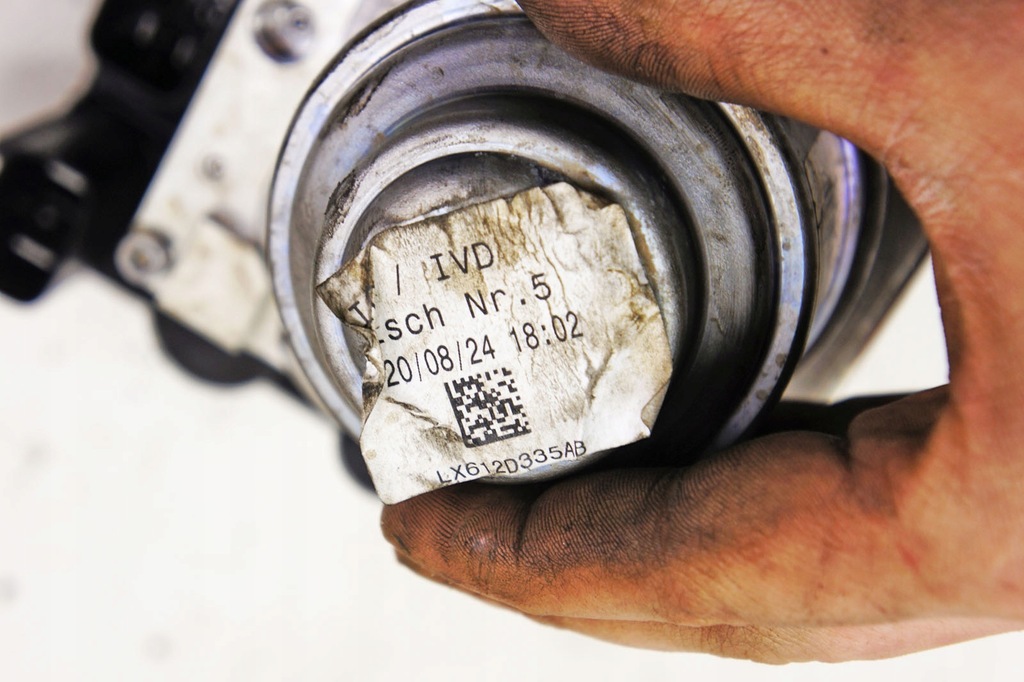 / IVD
sch Nr.5
20/08/24 18:02
LX612D335AB